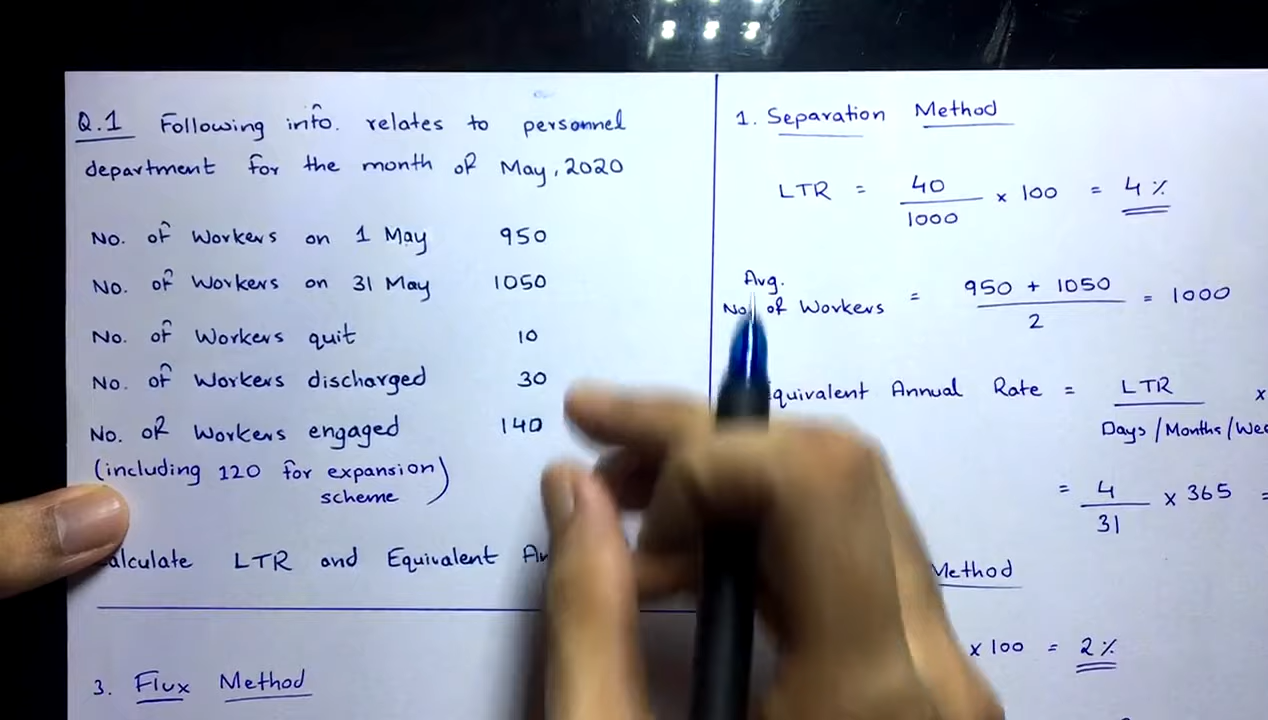 Q.1 Following info. relates to personnel
department for the month of May, 2020
No. of Workers on 1 May 950
No. of Workers on 31 May 1050
No. of Workers quit 10
No. of Workers discharged 30
No. of Workers engaged 140
(including 120 for expansion
scheme)
alculate LTR and Equivalent
3. Flux Method
1. Separation Method
LTR = 40 / 1000 x 100 = 4 %
Avg.
No. of Workers = 950 + 1050 / 2 = 1000
quivalent Annual Rate = LTR / Days/Months/Wee x
= 4 / 31 x 365 =
Method
x 100 = 2 %